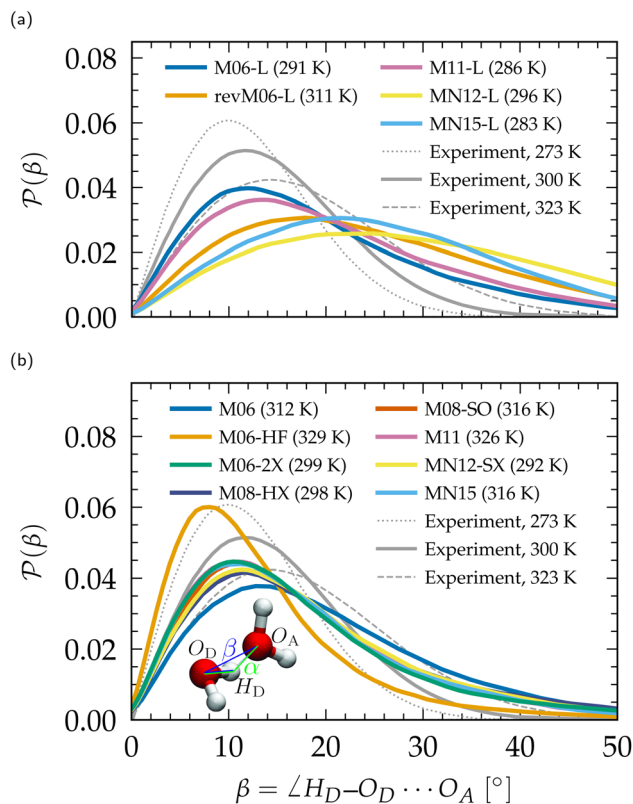 (a)
0.08
0.06
0.04
0.02
0.00
P(β)
M06-L (291 K)
revM06-L (311 K)
M11-L (286 K)
MN12-L (296 K)
MN15-L (283 K)
Experiment, 273 K
Experiment, 300 K
Experiment, 323 K
(b)
0.08
0.06
0.04
0.02
0.00
P(β)
M06 (312 K)
M06-HF (329 K)
M06-2X (299 K)
M08-HX (298 K)
M08-SO (316 K)
M11 (326 K)
MN12-SX (292 K)
MN15 (316 K)
Experiment, 273 K
Experiment, 300 K
Experiment, 323 K
O_D β O_A
α
H_D
0 10 20 30 40 50
β = ∠H_D–O_D ⋯ O_A [°]